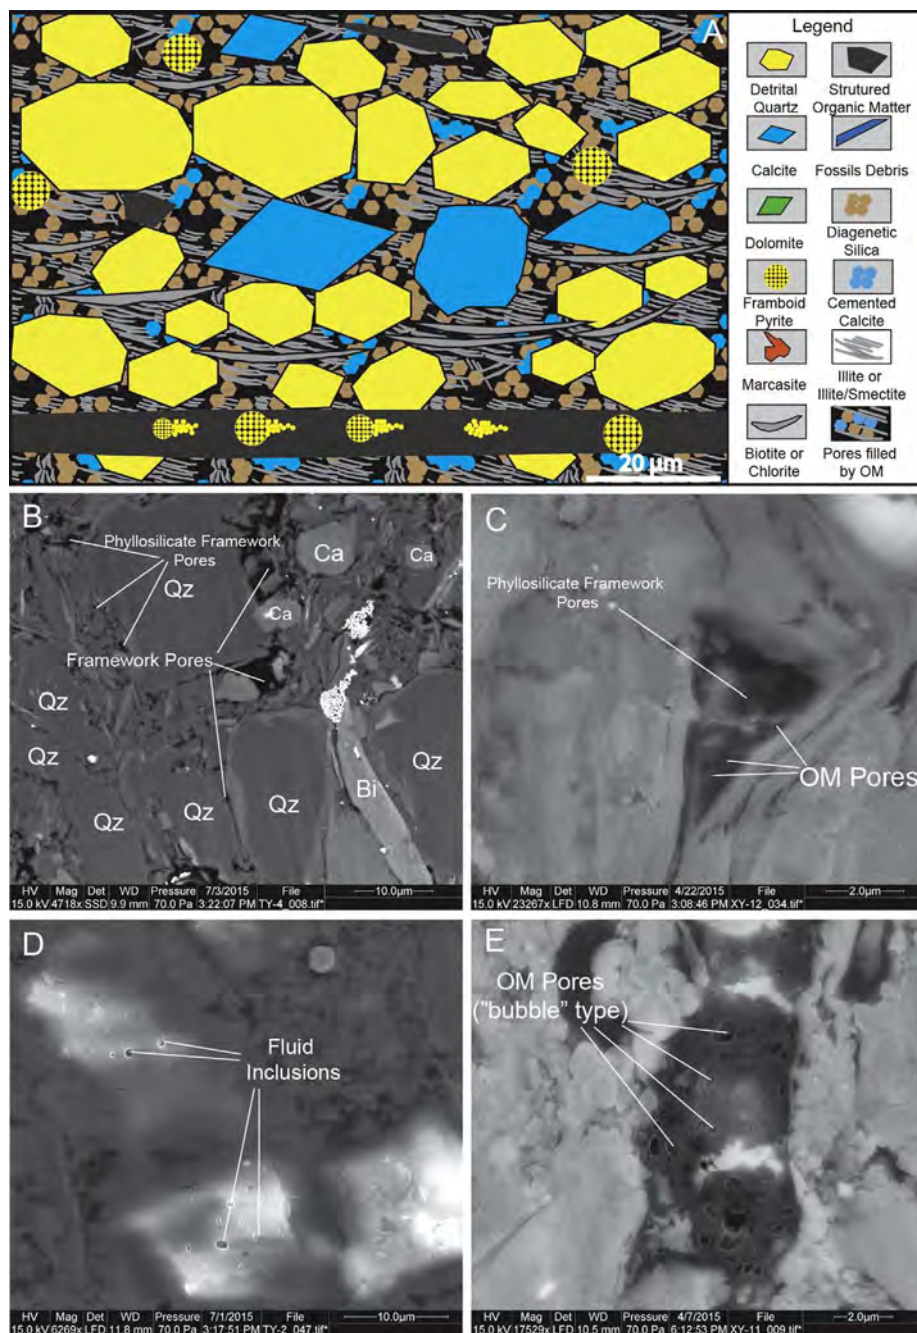 A
Legend
Detrital
Quartz
Strutured
Organic Matter
Calcite
Fossils Debris
Dolomite
Diagenetic
Silica
Framboid
Pyrite
Cemented
Calcite
Marcasite
Illite or
Illite/Smectite
Biotite or
Chlorite
Pores filled
by OM
20 µm
B
Phyllosilicate Framework
Pores
Qz
Ca
Ca
Ca
Framework Pores
Qz
Qz
Qz
Qz
Qz
Bi
Qz
HV Mag Det WD Pressure 7/3/2015 File 10.0µm
15.0 kV 4718x SSD 9.9 mm 70.0 Pa 3:22:07 PM TY-4_008.tif*
C
Phyllosilicate Framework
Pores
OM Pores
HV Mag Det WD Pressure 4/22/2015 File 2.0µm
15.0 kV 23267x LFD 10.8 mm 70.0 Pa 3:08:46 PM XY-12_034.tif*
D
Fluid
Inclusions
HV Mag Det WD Pressure 7/1/2015 File 10.0µm
15.0 kV 6269x LFD 11.8 mm 70.0 Pa 3:17:51 PM TY-2_047.tif*
E
OM Pores
("bubble" type)
HV Mag Det WD Pressure 4/7/2015 File 2.0µm
15.0 kV 17529x LFD 10.5 mm 70.0 Pa 6:12:53 PM XY-11_009.tif*